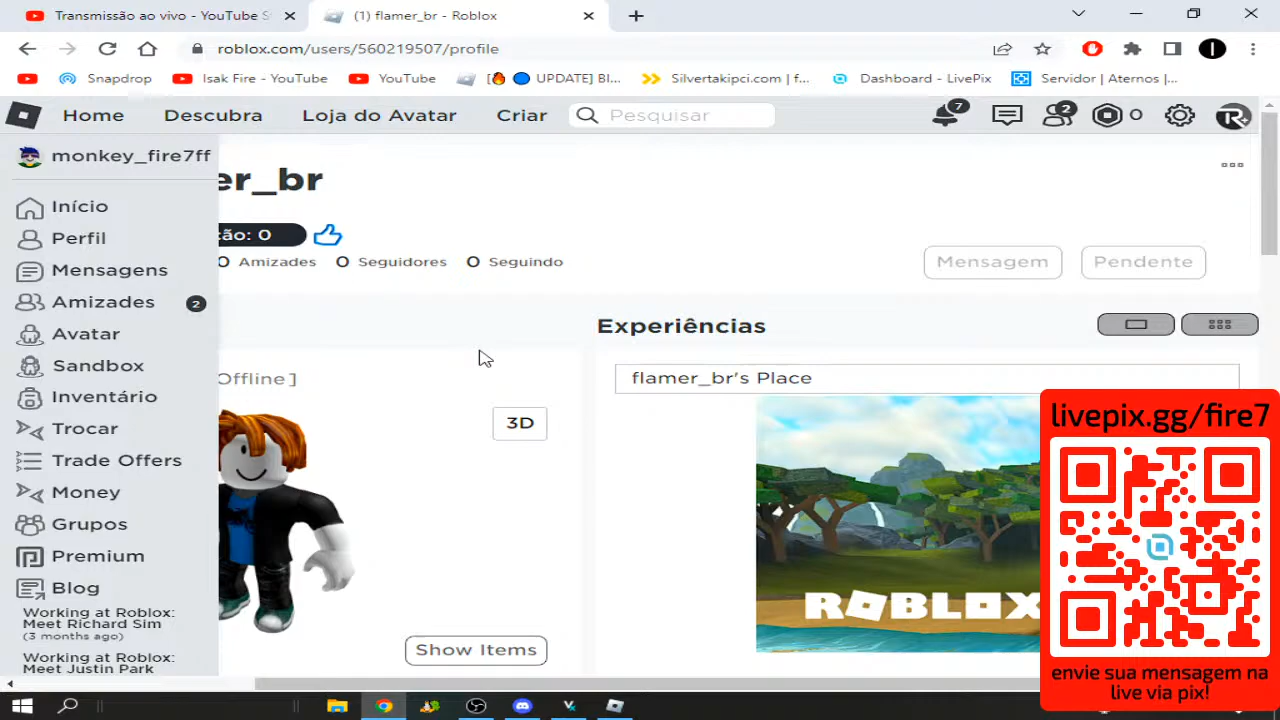 Transmissão ao vivo - YouTube S
(1) flamer_br - Roblox
roblox.com/users/560219507/profile
Snapdrop
Isak Fire - YouTube
YouTube
[🔥 🔵 UPDATE] Bl...
Silvertakipci.com | f...
Dashboard - LivePix
Servidor | Aternos |...
Home
Descubra
Loja do Avatar
Criar
Pesquisar
7
2
0
monkey_fire7ff
er_br
ção: 0
0 Amizades
0 Seguidores
0 Seguindo
Mensagem
Pendente
Início
Perfil
Mensagens
Amizades
2
Avatar
Sandbox
Inventário
Trocar
Trade Offers
Money
Grupos
Premium
Blog
Working at Roblox:
Meet Richard Sim
(3 months ago)
Working at Roblox:
Meet Justin Park
Offline ]
3D
Show Items
Experiências
flamer_br's Place
ROBLOX
livepix.gg/fire7
envie sua mensagem na
live via pix!